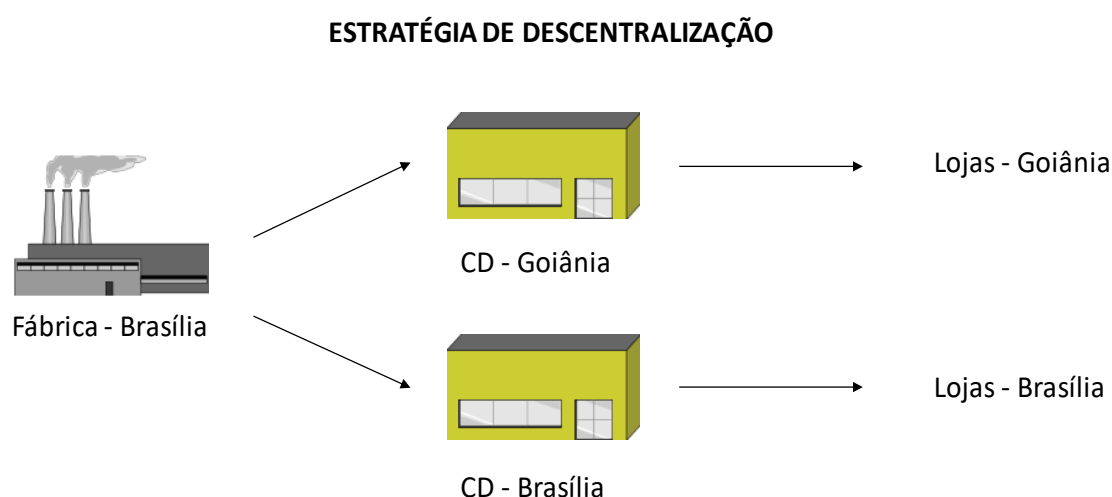 ESTRATÉGIA DE DESCENTRALIZAÇÃO
Lojas - Goiânia
CD - Goiânia
Fábrica - Brasília
Lojas - Brasília
CD - Brasília